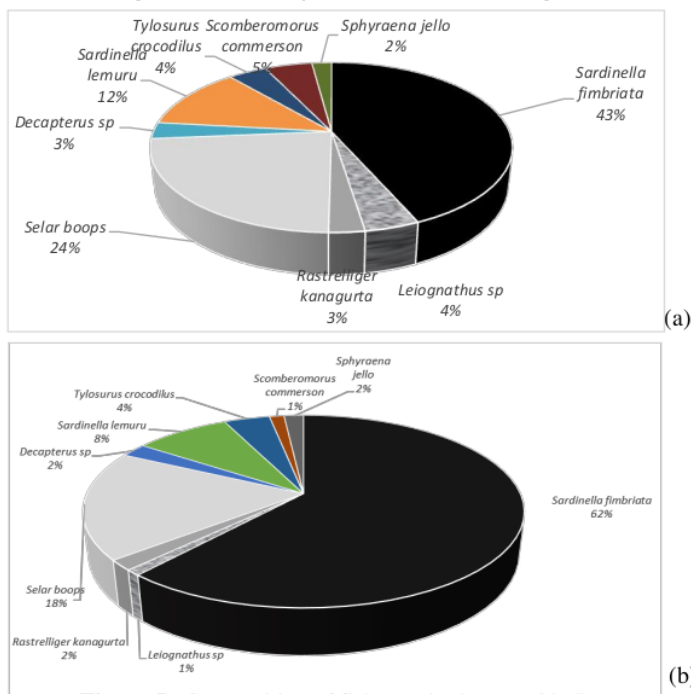 Tylosurus
crocodilus
4%
Scomberomorus
commerson
5%
Sphyraena jello
2%
Sardinella
lemuru
12%
Sardinella
fimbriata
43%
Decapterus sp
3%
Selar boops
24%
Rastrelliger
kanagurta
3%
Leiognathus sp
4%
(a)
Sphyraena
jello
2%
Scomberomorus
commerson
1%
Tylosurus crocodilus
4%
Sardinella lemuru
8%
Decapterus sp
2%
Sardinella fimbriata
62%
Selar boops
18%
Rastrelliger kanagurta
2%
Leiognathus sp
1%
(b)